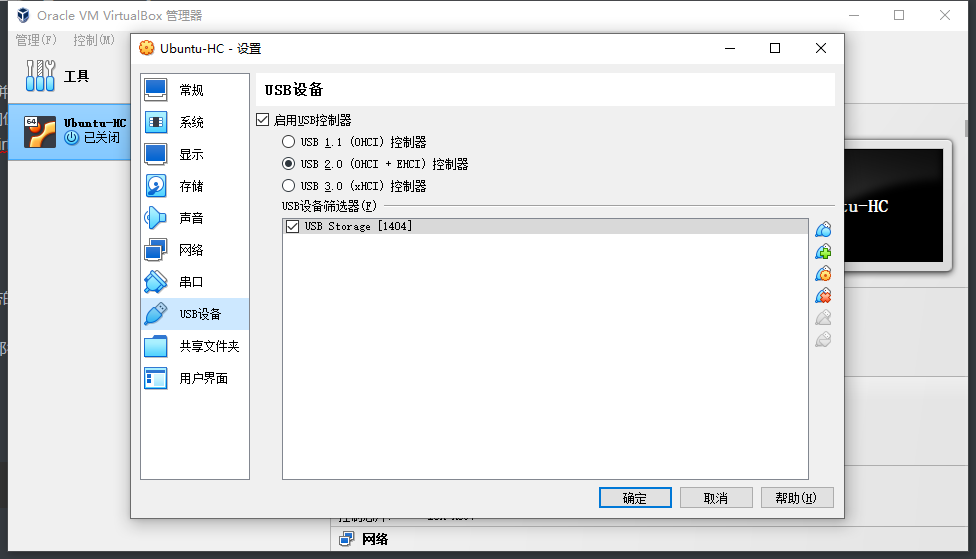 Oracle VM VirtualBox 管理器
管理(F) 控制(M)
工具
64
Ubuntu-HC
已关闭
Ubuntu-HC - 设置
常规
系统
显示
存储
声音
网络
串口
USB设备
共享文件夹
用户界面
USB设备
启用USB控制器
USB 1.1 (OHCI) 控制器
USB 2.0 (OHCI + EHCI) 控制器
USB 3.0 (xHCI) 控制器
USB设备筛选器(F)
USB Storage [1404]
确定 取消 帮助(H)
tu-HC
网络